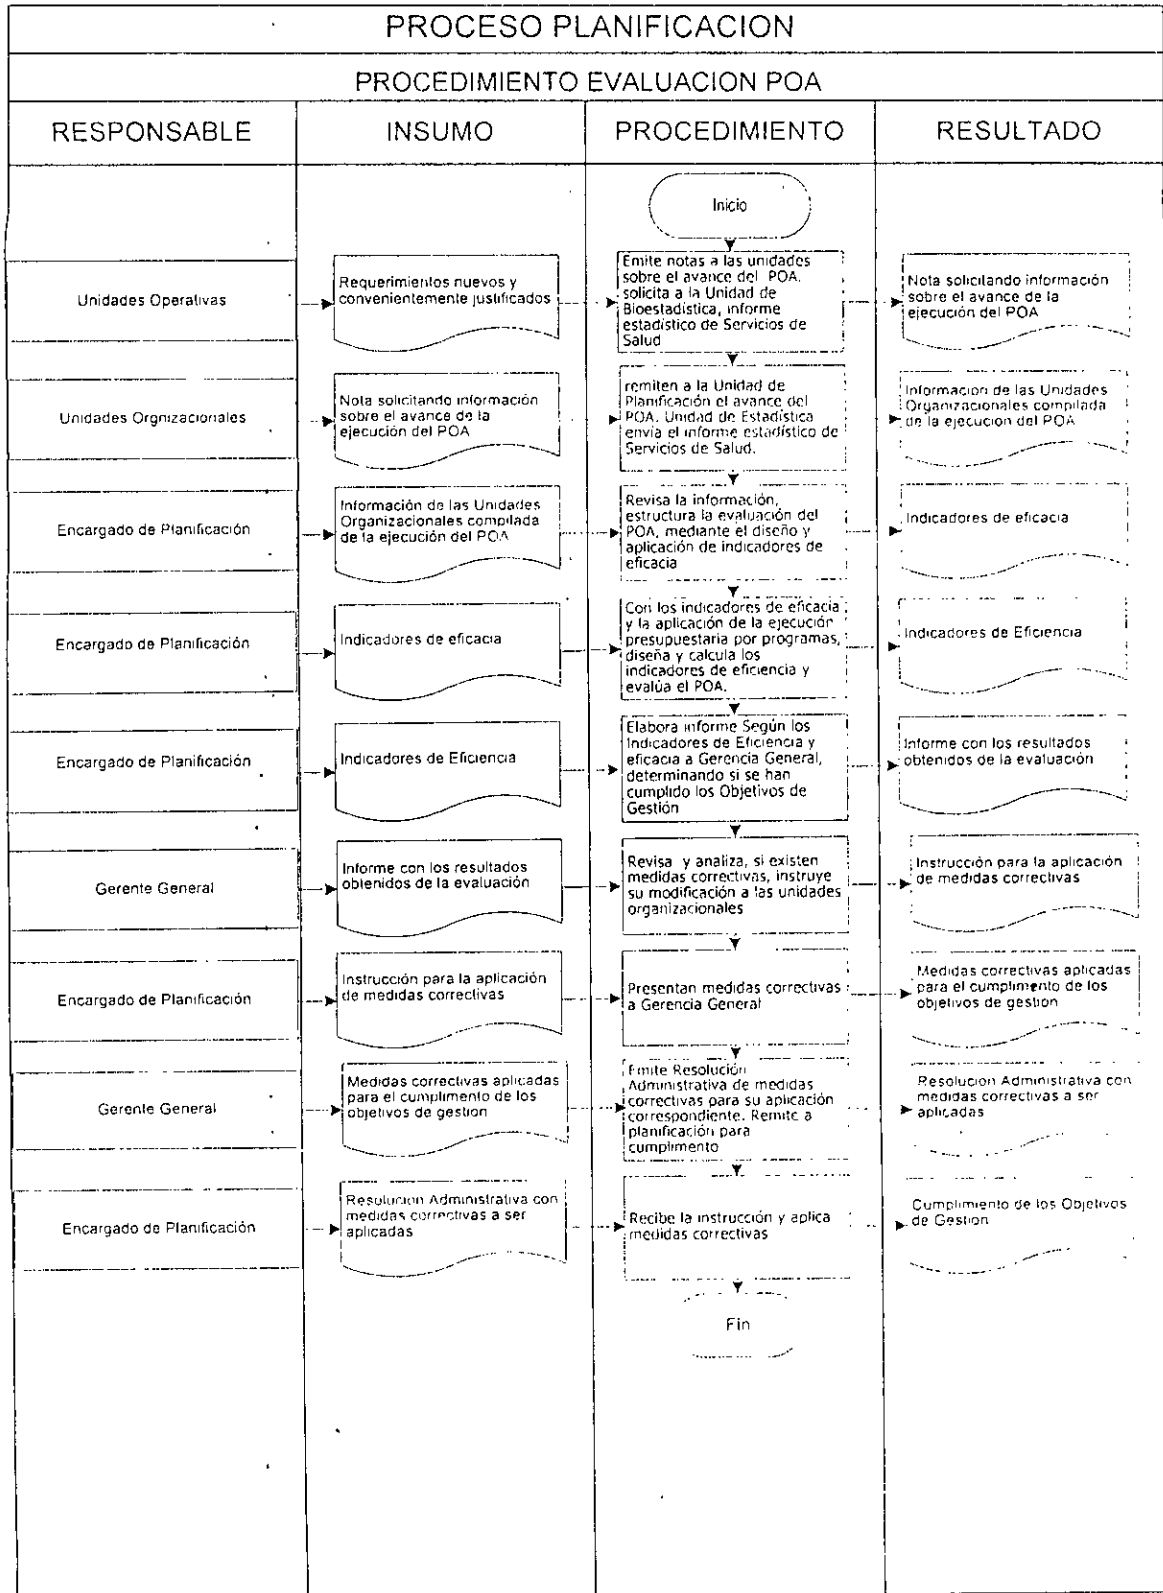 PROCESO PLANIFICACION
PROCEDIMIENTO EVALUACION POA
RESPONSABLE
INSUMO
PROCEDIMIENTO
RESULTADO
Inicio
Unidades Operativas
Requerimientos nuevos y
convenientemente justificados
Emite notas a las unidades
sobre el avance del POA,
solicita a la Unidad de
Bioestadística, informe
estadístico de Servicios de
Salud
Nota solicitando información
sobre el avance de la
ejecución del POA
Unidades Orgnizacionales
Nota solicitando información
sobre el avance de la
ejecución del POA
remiten a la Unidad de
Planificación el avance del
POA, Unidad de Estadística
envia el informe estadístico de
Servicios de Salud.
Informacion de las Unidades
Organizacionales compilada
de la ejecución del POA
Encargado de Planificación
Información de las Unidades
Organizacionales compilada
de la ejecución del POA
Revisa la información,
estructura la evaluación del
POA, mediante el diseño y
aplicación de indicadores de
eficacia
Indicadores de eficacia
Encargado de Planificación
Indicadores de eficacia
Con los indicadores de eficacia
y la aplicación de la ejecución
presupuestaria por programas,
diseña y calcula los
indicadores de eficiencia y
evalúa el POA.
Indicadores de Eficiencia
Encargado de Planificación
Indicadores de Eficiencia
Elabora informe Según los
Indicadores de Eficiencia y
eficacia a Gerencia General,
determinando si se han
cumplido los Objetivos de
Gestión
Informe con los resultados
obtenidos de la evaluación
Gerente General
Informe con los resultados
obtenidos de la evaluación
Revisa y analiza, si existen
medidas correctivas, instruye
su modificación a las unidades
organizacionales
Instrucción para la aplicación
de medidas correctivas
Encargado de Planificación
Instrucción para la aplicación
de medidas correctivas
Presentan medidas correctivas
a Gerencia General
Medidas correctivas aplicadas
para el cumplimento de los
objetivos de gestión
Gerente General
Medidas correctivas aplicadas
para el cumplimento de los
objetivos de gestion
Emite Resolución
Administrativa de medidas
correctivas para su aplicación
correspondiente. Remite a
planificación para
cumplimento
Resolucion Administrativa con
medidas correctivas a ser
aplicadas
Encargado de Planificación
Resolucion Administrativa con
medidas correctivas a ser
aplicadas
Recibe la instrucción y aplica
medidas correctivas
Cumplimiento de los Objetivos
de Gestion
Fin